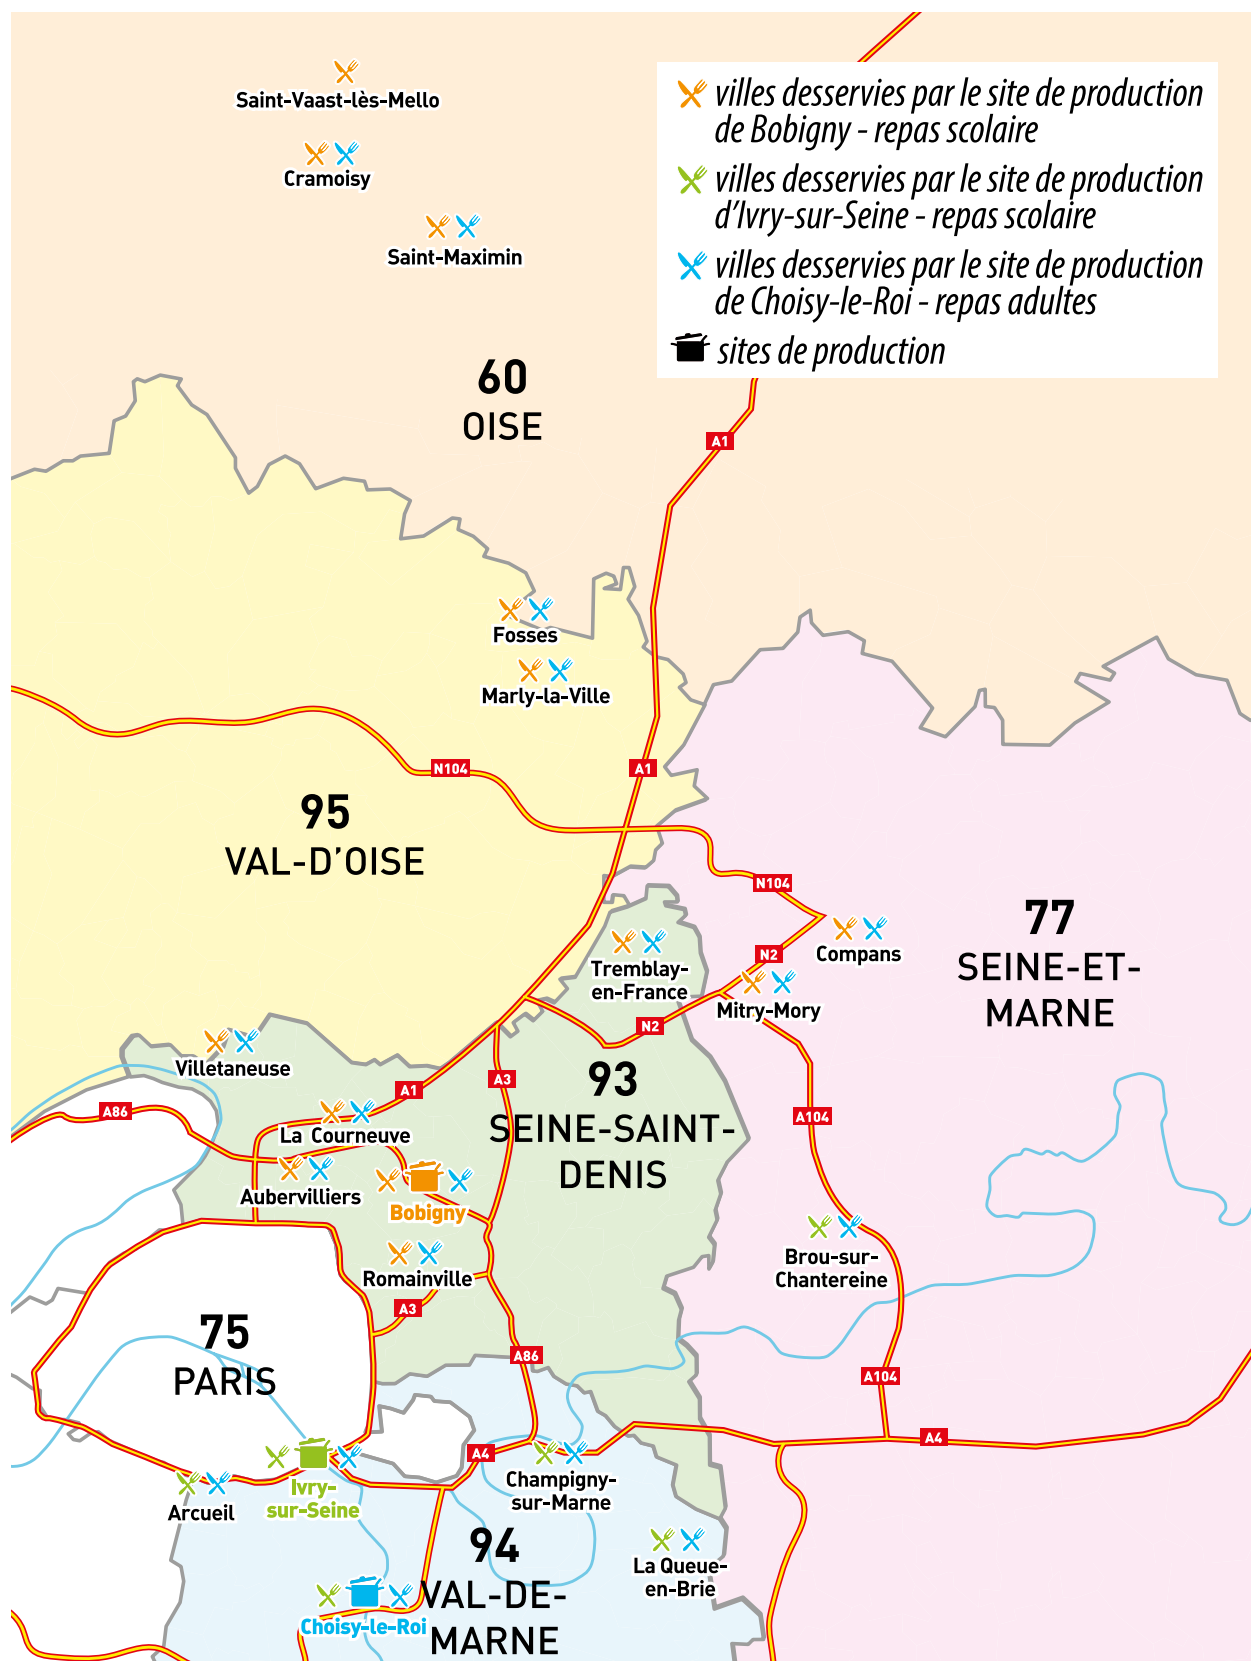 Saint-Vaast-lès-Mello
Cramoisy
Saint-Maximin
villes desservies par le site de production
de Bobigny - repas scolaire
villes desservies par le site de production
d'Ivry-sur-Seine - repas scolaire
villes desservies par le site de production
de Choisy-le-Roi - repas adultes
sites de production
60
OISE
A1
Fosses
Marly-la-Ville
N104
A1
95
VAL-D'OISE
N104
77
SEINE-ET-
MARNE
Compans
N2
Tremblay-
en-France
Mitry-Mory
N2
Villetaneuse
A1
A3
93
SEINE-SAINT-
DENIS
A86
A104
La Courneuve
Aubervilliers
Bobigny
Romainville
Brou-sur-
Chantereine
A3
75
PARIS
A86
A104
A4
A4
Champigny-
sur-Marne
Ivry-
sur-Seine
Arcueil
94
VAL-DE-
MARNE
La Queue-
en-Brie
Choisy-le-Roi